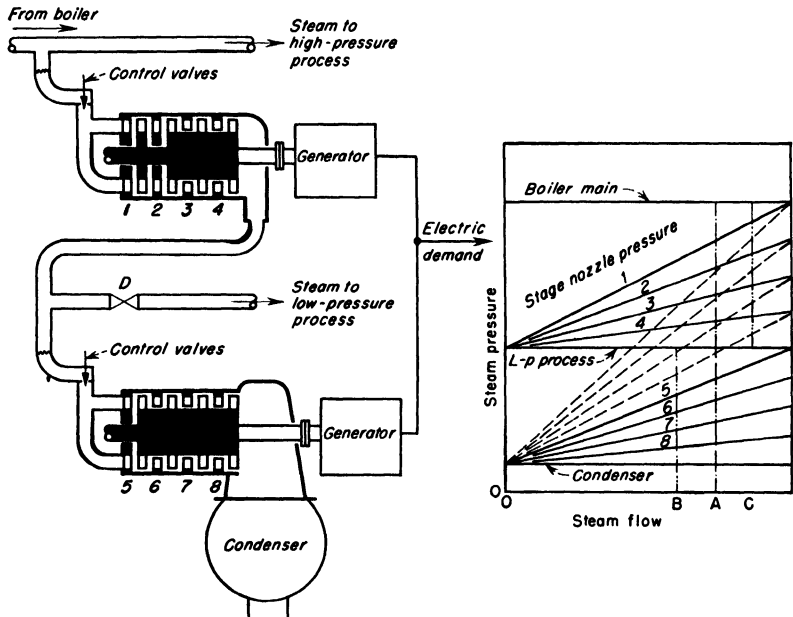 From boiler
Steam to
high-pressure
process
Control valves
Generator
1 2 3 4
Electric
demand
D
Steam to
low-pressure
process
Control valves
Generator
5 6 7 8
Condenser
Boiler main
Stage nozzle pressure
1
2
3
4
L-p process
5
6
7
8
Condenser
Steam pressure
O
O B A C
Steam flow